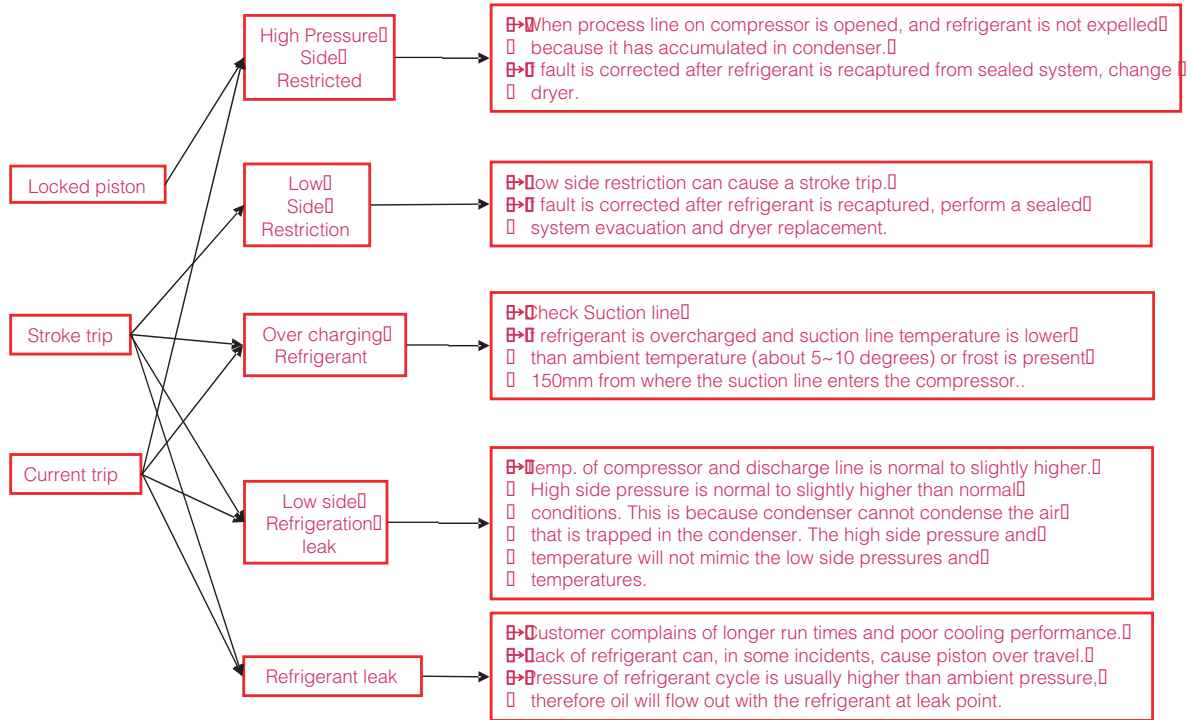 High Pressure
Side
Restricted
When process line on compressor is opened, and refrigerant is not expelled
because it has accumulated in condenser.
If fault is corrected after refrigerant is recaptured from sealed system, change
dryer.
Locked piston
Low
Side
Restriction
Low side restriction can cause a stroke trip.
If fault is corrected after refrigerant is recaptured, perform a sealed
system evacuation and dryer replacement.
Stroke trip
Over charging
Refrigerant
Check Suction line
If refrigerant is overcharged and suction line temperature is lower
than ambient temperature (about 5~10 degrees) or frost is present
150mm from where the suction line enters the compressor..
Current trip
Low side
Refrigeration
leak
Temp. of compressor and discharge line is normal to slightly higher.
High side pressure is normal to slightly higher than normal
conditions. This is because condenser cannot condense the air
that is trapped in the condenser. The high side pressure and
temperature will not mimic the low side pressures and
temperatures.
Refrigerant leak
Customer complains of longer run times and poor cooling performance.
Lack of refrigerant can, in some incidents, cause piston over travel.
Pressure of refrigerant cycle is usually higher than ambient pressure,
therefore oil will flow out with the refrigerant at leak point.